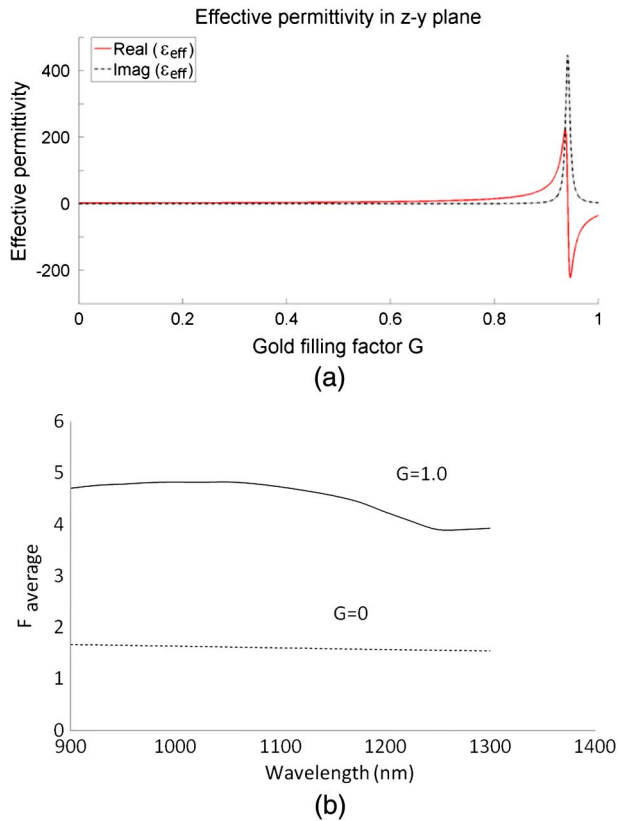 Effective permittivity in z-y plane
Real (εeff)
Imag (εeff)
Effective permittivity
400
200
0
-200
0 0.2 0.4 0.6 0.8 1
Gold filling factor G
(a)
6
5
4
3
2
1
0
F average
G=1.0
G=0
900 1000 1100 1200 1300 1400
Wavelength (nm)
(b)